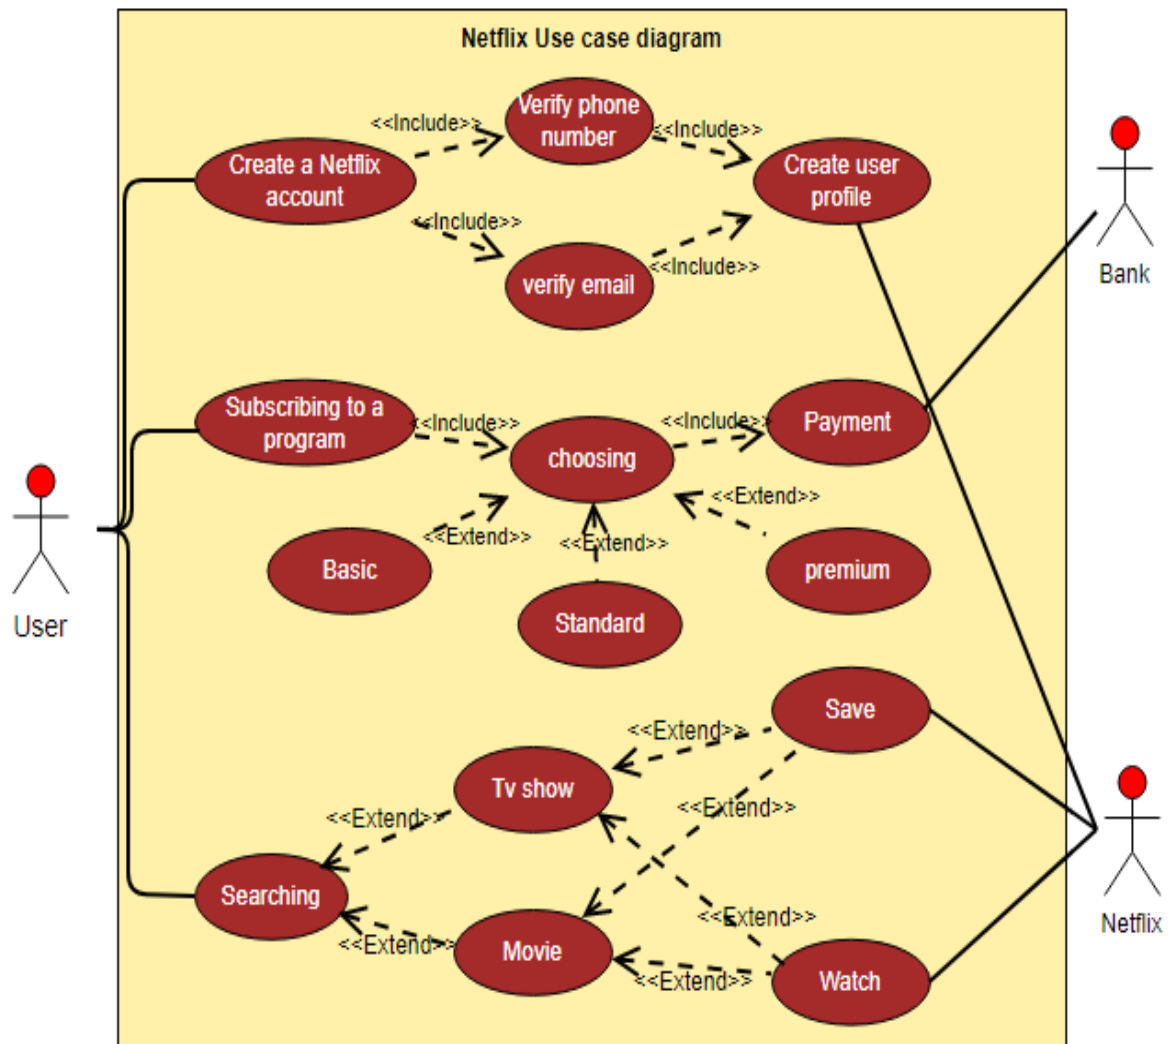 Netflix Use case diagram
Verify phone
number
<<Include>>
<<Include>>
Create a Netflix
account
Create user
profile
<<Include>>
<<Include>>
verify email
Bank
Subscribing to a
program
<<Include>>
<<Include>>
Payment
choosing
<<Extend>>
<<Extend>>
<<Extend>>
Basic
premium
Standard
User
Save
<<Extend>>
Tv show
<<Extend>>
<<Extend>>
Searching
<<Extend>>
Netflix
<<Extend>>
Movie
<<Extend>>
Watch